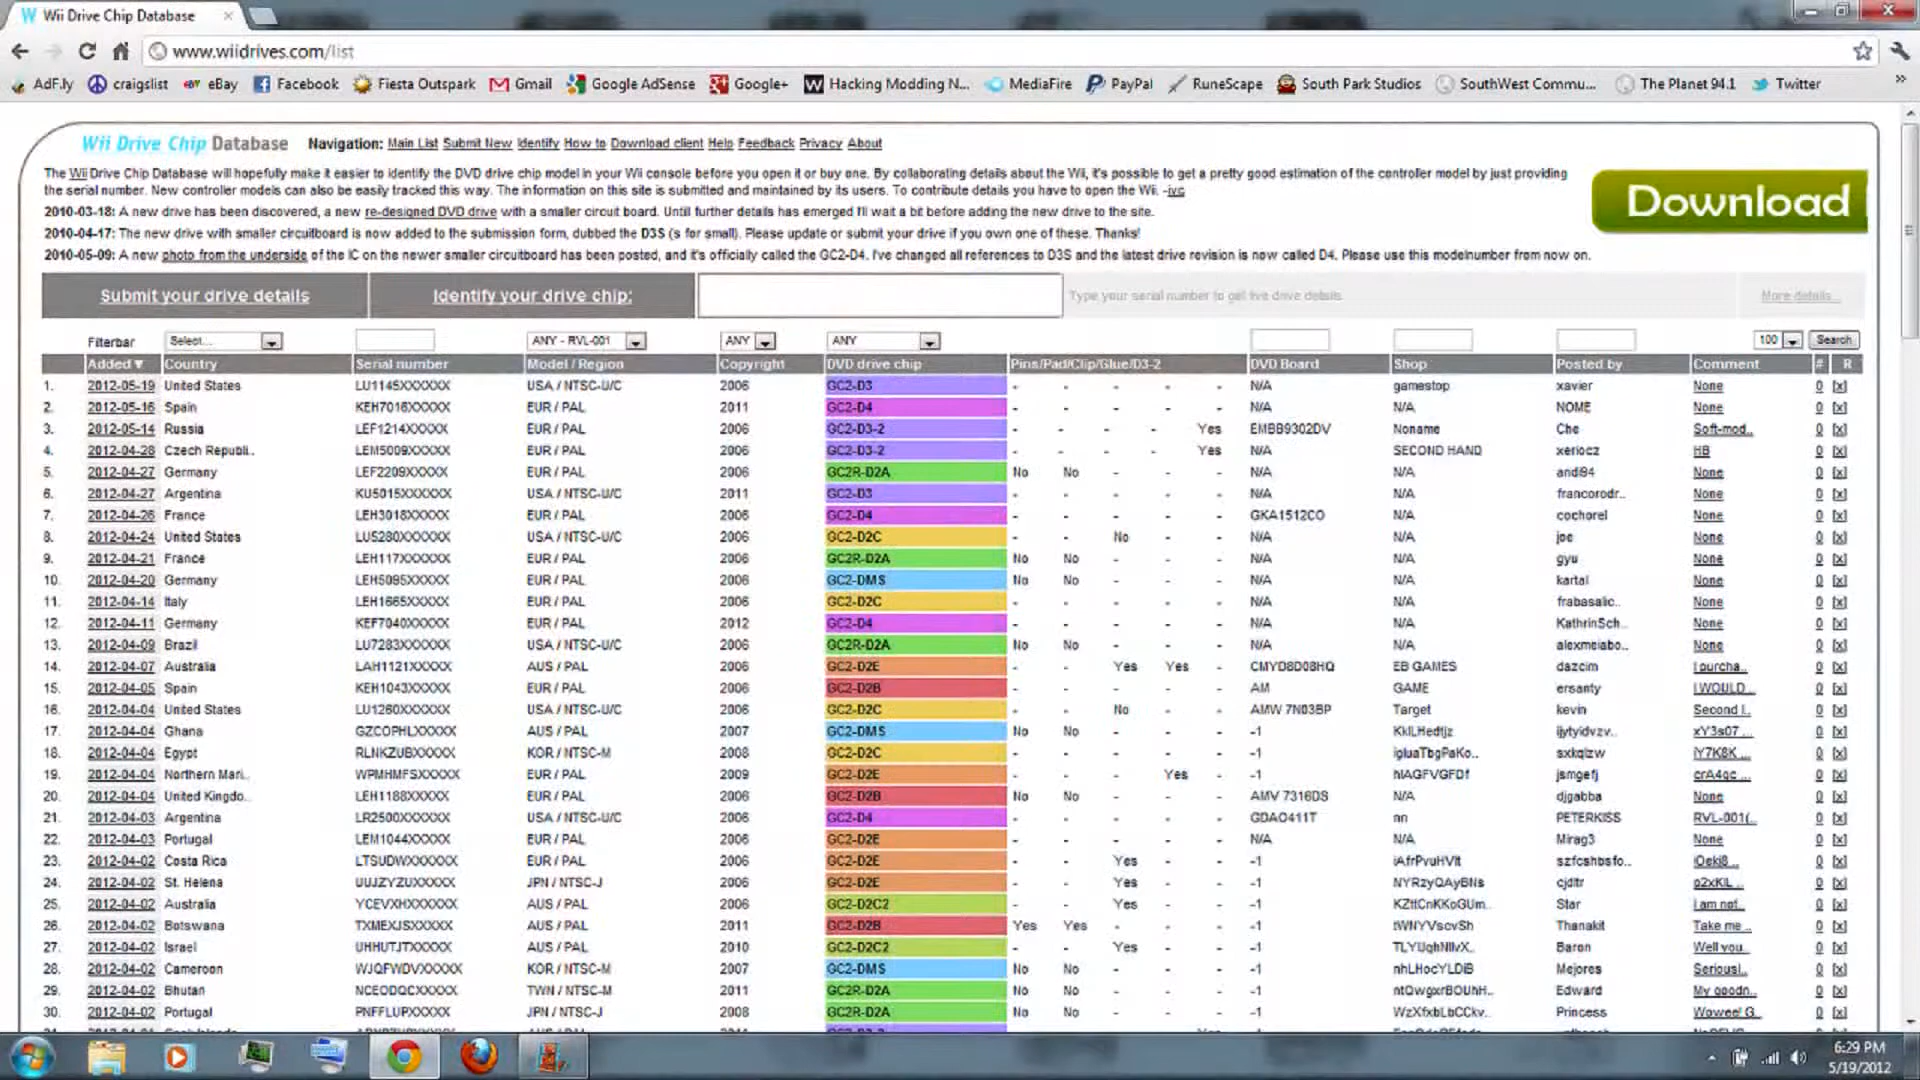 Wii Drive Chip Database
www.wiidrives.com/list
AdF.ly craigslist eBay Facebook Fiesta Outspark Gmail Google AdSense Google+ Hacking Modding N... MediaFire PayPal RuneScape South Park Studios SouthWest Commu... The Planet 94.1 Twitter »
Wii Drive Chip Database Navigation: Main List Submit New Identify How to Download client Help Feedback Privacy About
The Wii Drive Chip Database will hopefully make it easier to identify the DVD drive chip model in your Wii console before you open it or buy one. By collaborating details about the Wii, it's possible to get a pretty good estimation of the controller model by just providing
the serial number. New controller models can also be easily tracked this way. The information on this site is submitted and maintained by its users. To contribute details you have to open the Wii. -ivc
2010-03-18: A new drive has been discovered, a new re-designed DVD drive with a smaller circuit board. Until further details has emerged I'll wait a bit before adding the new drive to the site.
Download
2010-04-17: The new drive with smaller circuitboard is now added to the submission form, dubbed the D3S (s for small). Please update or submit your drive if you own one of these. Thanks!
2010-05-09: A new photo from the underside of the IC on the newer smaller circuitboard has been posted, and it's officially called the GC2-D4. I've changed all references to D3S and the latest drive revision is now called D4. Please use this modelnumber from now on.
Submit your drive details Identify your drive chip: Type your serial number to get live drive details. More details...
Filterbar Select... ANY - RVL-001 ANY ANY 100 Search
Added▼ Country Serial number Model / Region Copyright DVD drive chip Pins/Pad/Clip/Glue/D3-2 DVD Board Shop Posted by Comment # R
1. 2012-05-19 United States LU1145XXXXXX USA / NTSC-U/C 2006 GC2-D3 - - - - - N/A gamestop xavier None 0 [x]
2. 2012-05-16 Spain KEH7016XXXXX EUR / PAL 2011 GC2-D4 - - - - - N/A N/A NOME None 0 [x]
3. 2012-05-14 Russia LEF1214XXXXX EUR / PAL 2006 GC2-D3-2 - - - - Yes EMBB9302DV Noname Che Soft-mod.. 0 [x]
4. 2012-04-28 Czech Republi.. LEM5009XXXXX EUR / PAL 2006 GC2-D3-2 - - - - Yes N/A SECOND HAND xeriocz HB 0 [x]
5. 2012-04-27 Germany LEF2209XXXXX EUR / PAL 2006 GC2R-D2A No No - - - N/A N/A andi94 None 0 [x]
6. 2012-04-27 Argentina KU5015XXXXXX USA / NTSC-U/C 2011 GC2-D3 - - - - - N/A N/A francorodr.. None 0 [x]
7. 2012-04-26 France LEH3018XXXXX EUR / PAL 2006 GC2-D4 - - - - - GKA1512CO N/A cochorel None 0 [x]
8. 2012-04-24 United States LU5280XXXXXX USA / NTSC-U/C 2006 GC2-D2C - - No - - N/A N/A joe None 0 [x]
9. 2012-04-21 France LEH117XXXXXX EUR / PAL 2006 GC2R-D2A No No - - - N/A N/A gyu None 0 [x]
10. 2012-04-20 Germany LEH5095XXXXX EUR / PAL 2006 GC2-DMS No No - - - N/A N/A kartal None 0 [x]
11. 2012-04-14 Italy LEH1665XXXXX EUR / PAL 2006 GC2-D2C - - - - - N/A N/A frabasalic.. None 0 [x]
12. 2012-04-11 Germany KEF7040XXXXX EUR / PAL 2012 GC2-D4 - - - - - N/A N/A KathrinSch.. None 0 [x]
13. 2012-04-09 Brazil LU7283XXXXXX USA / NTSC-U/C 2006 GC2R-D2A No No - - - N/A N/A alexmeiabo.. None 0 [x]
14. 2012-04-07 Australia LAH1121XXXXX AUS / PAL 2006 GC2-D2E - - Yes Yes - CMYD8D08HQ EB GAMES dazcim I purcha.. 0 [x]
15. 2012-04-05 Spain KEH1043XXXXX EUR / PAL 2006 GC2-D2B - - - - - AM GAME ersanty I WOULD .. 0 [x]
16. 2012-04-04 United States LU1260XXXXXX USA / NTSC-U/C 2006 GC2-D2C - - No - - AMW 7N03BP Target kevin Second I.. 0 [x]
17. 2012-04-04 Ghana GZCOPHLXXXXX AUS / PAL 2007 GC2-DMS No No - - - -1 KkILHedtjz ijytyidvzv.. xY3s07 .. 0 [x]
18. 2012-04-04 Egypt RLNKZUBXXXXX KOR / NTSC-M 2008 GC2-D2C - - - - - -1 igluaTbgPaKo.. sxkqlzw iY7K8K ... 0 [x]
19. 2012-04-04 Northern Mari.. WPMHMFSXXXXX EUR / PAL 2009 GC2-D2E - - - Yes - -1 hIAGFVGFDf jsmgefj crA4qc ... 0 [x]
20. 2012-04-04 United Kingdo.. LEH1188XXXXX EUR / PAL 2006 GC2-D2B No No - - - AMV 7316DS N/A djgabba None 0 [x]
21. 2012-04-03 Argentina LR2500XXXXXX USA / NTSC-U/C 2006 GC2-D4 - - - - - GDAO411T nn PETERKISS RVL-001(.. 0 [x]
22. 2012-04-03 Portugal LEM1044XXXXX EUR / PAL 2006 GC2-D2E - - - - - N/A N/A Mirag3 None 0 [x]
23. 2012-04-02 Costa Rica LTSUDWXXXXXX EUR / PAL 2006 GC2-D2E - - Yes - - -1 iAfrPvuHVlt szfcshbsfo.. iOeki8 ... 0 [x]
24. 2012-04-02 St. Helena UUJZYZUXXXXX JPN / NTSC-J 2006 GC2-D2E - - Yes - - -1 NYRzyQAyBNs cjdltr p2xKIL .. 0 [x]
25. 2012-04-02 Australia YCEVXHXXXXXX AUS / PAL 2006 GC2-D2C2 - - Yes - - -1 KZttCnKKoGUm.. Star I am not.. 0 [x]
26. 2012-04-02 Botswana TXMEXJSXXXXX AUS / PAL 2011 GC2-D2B Yes Yes - - - -1 tWNYVscvSh Thanakit Take me .. 0 [x]
27. 2012-04-02 Israel UHHUTJTXXXXX AUS / PAL 2010 GC2-D2C2 - - Yes - - -1 TLYUqhNllvX.. Baron Well you.. 0 [x]
28. 2012-04-02 Cameroon WJQFWDVXXXXX KOR / NTSC-M 2007 GC2-DMS No No - - - -1 nhLHocYLDiB Mejores Seriousl.. 0 [x]
29. 2012-04-02 Bhutan NCEODQCXXXXX TWN / NTSC-M 2011 GC2R-D2A No No - - - -1 ntQwgxrBOUhH.. Edward My goodn.. 0 [x]
30. 2012-04-02 Portugal PNFFLUPXXXXX JPN / NTSC-J 2008 GC2R-D2A No No - - - -1 WzXfxbLbCCkv.. Princess Wowee! G.. 0 [x]
6:29 PM
5/19/2012